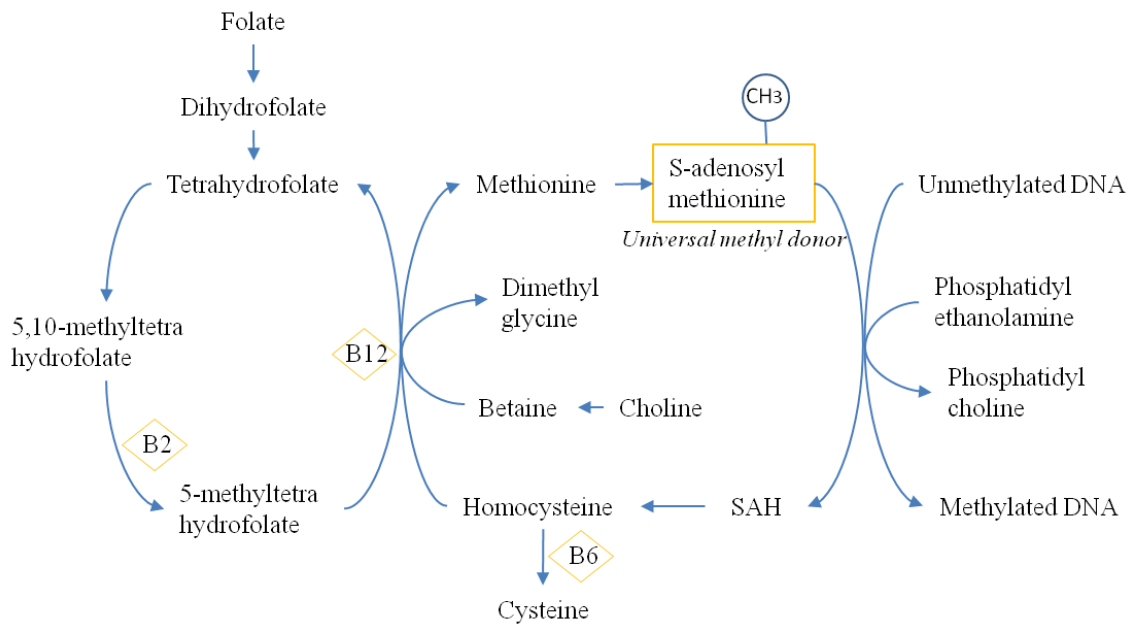 Folate
Dihydrofolate
CH3
Tetrahydrofolate
Methionine
S-adenosyl
methionine
Unmethylated DNA
Universal methyl donor
Dimethyl
glycine
Phosphatidyl
ethanolamine
5,10-methyltetra
hydrofolate
B12
Phosphatidyl
choline
Betaine
Choline
B2
5-methyltetra
hydrofolate
Homocysteine
SAH
Methylated DNA
B6
Cysteine